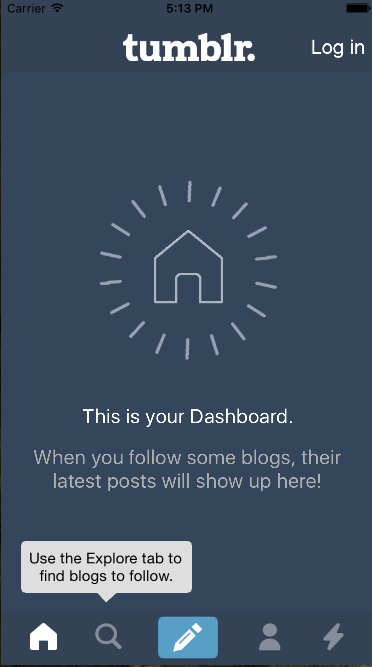 Carrier 5:13 PM
tumblr. Log in
This is your Dashboard.
When you follow some blogs, their
latest posts will show up here!
Use the Explore tab to
find blogs to follow.